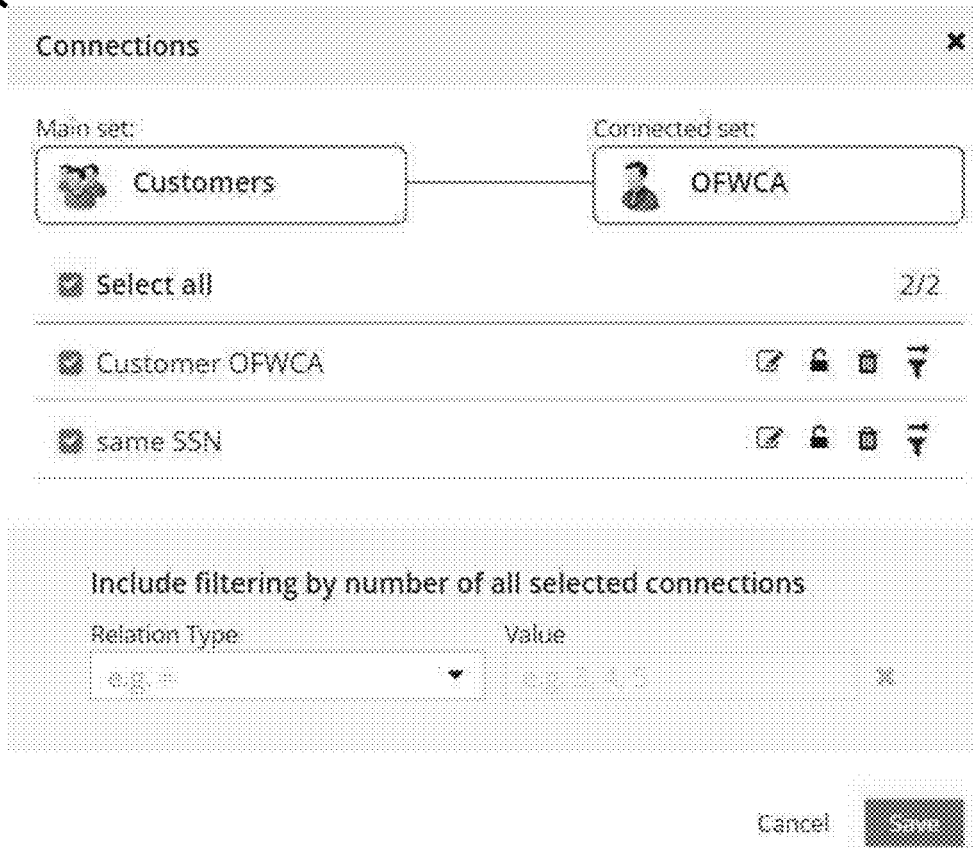 Connections
Main set:
Connected set:
Customers
OFWCA
Select all
2/2
Customer OFWCA
same SSN
Include filtering by number of all selected connections
Relation Type
Value
e.g.
e.g.
Cancel
Save